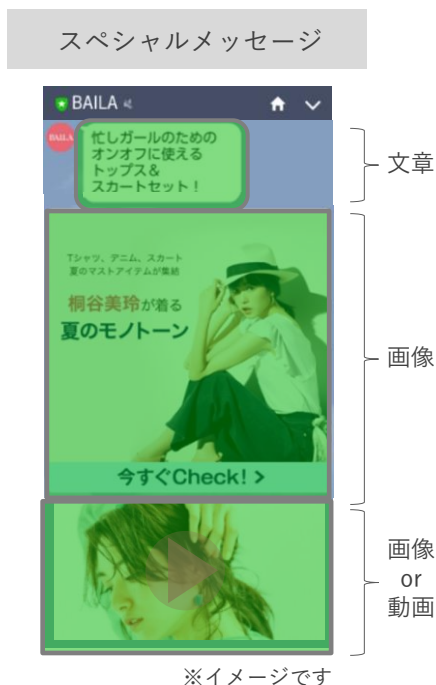 スペシャルメッセージ
BAILA
BAILA
忙しガールのための
オンオフに使える
トップス＆
スカートセット！
文章
Tシャツ、デニム、スカート
夏のマストアイテムが集結
桐谷美玲が着る
夏のモノトーン
画像
今すぐCheck! >
画像
or
動画
※イメージです